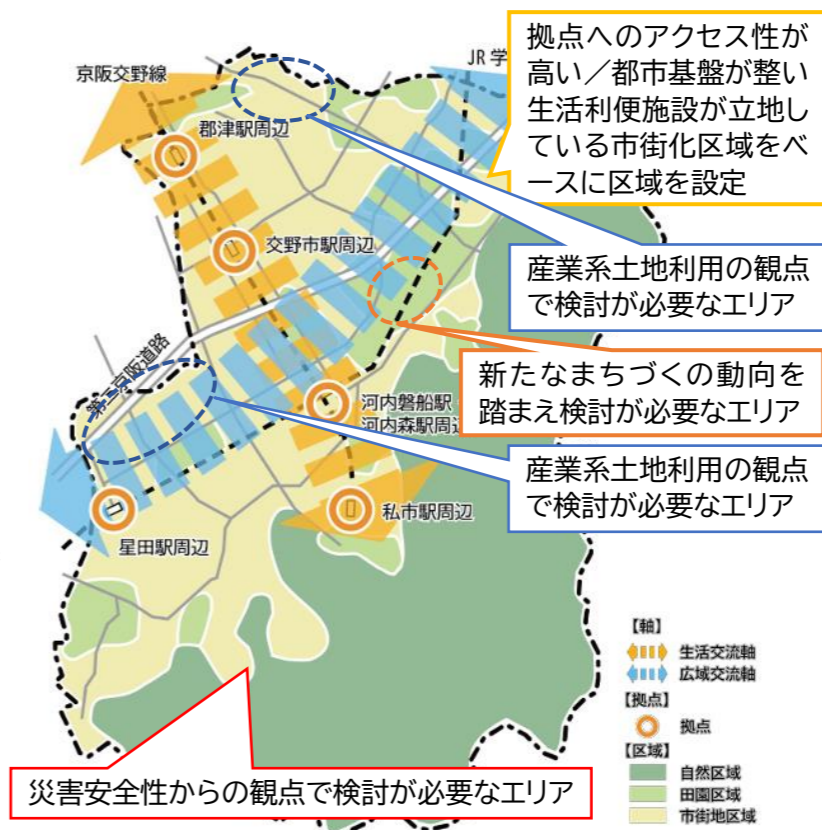 拠点へのアクセス性が
高い／都市基盤が整い
生活利便施設が立地し
ている市街化区域をベ
ースに区域を設定
京阪交野線
JR 学
郡津駅周辺
交野市駅周辺
産業系土地利用の観点
で検討が必要なエリア
第二京阪道路
新たなまちづくの動向を
踏まえ検討が必要なエリア
河内磐船駅
河内森駅周辺
産業系土地利用の観点
で検討が必要なエリア
私市駅周辺
星田駅周辺
【軸】
生活交流軸
広域交流軸
【拠点】
拠点
【区域】
自然区域
田園区域
市街地区域
災害安全性からの観点で検討が必要なエリア